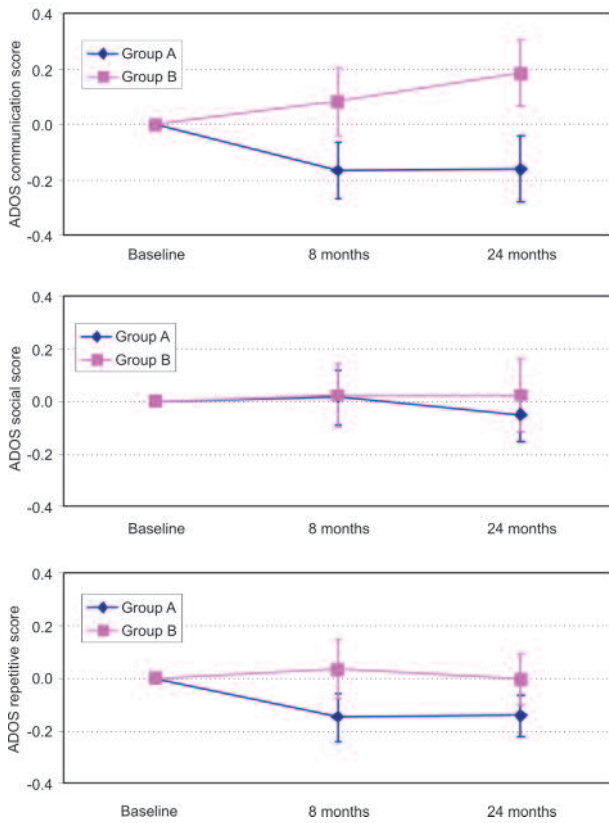 ADOS communication score
0.4
0.2
0.0
-0.2
-0.4
Group A
Group B
Baseline
8 months
24 months
ADOS social score
0.4
0.2
0.0
-0.2
-0.4
Group A
Group B
Baseline
8 months
24 months
ADOS repetitive score
0.4
0.2
0.0
-0.2
-0.4
Group A
Group B
Baseline
8 months
24 months